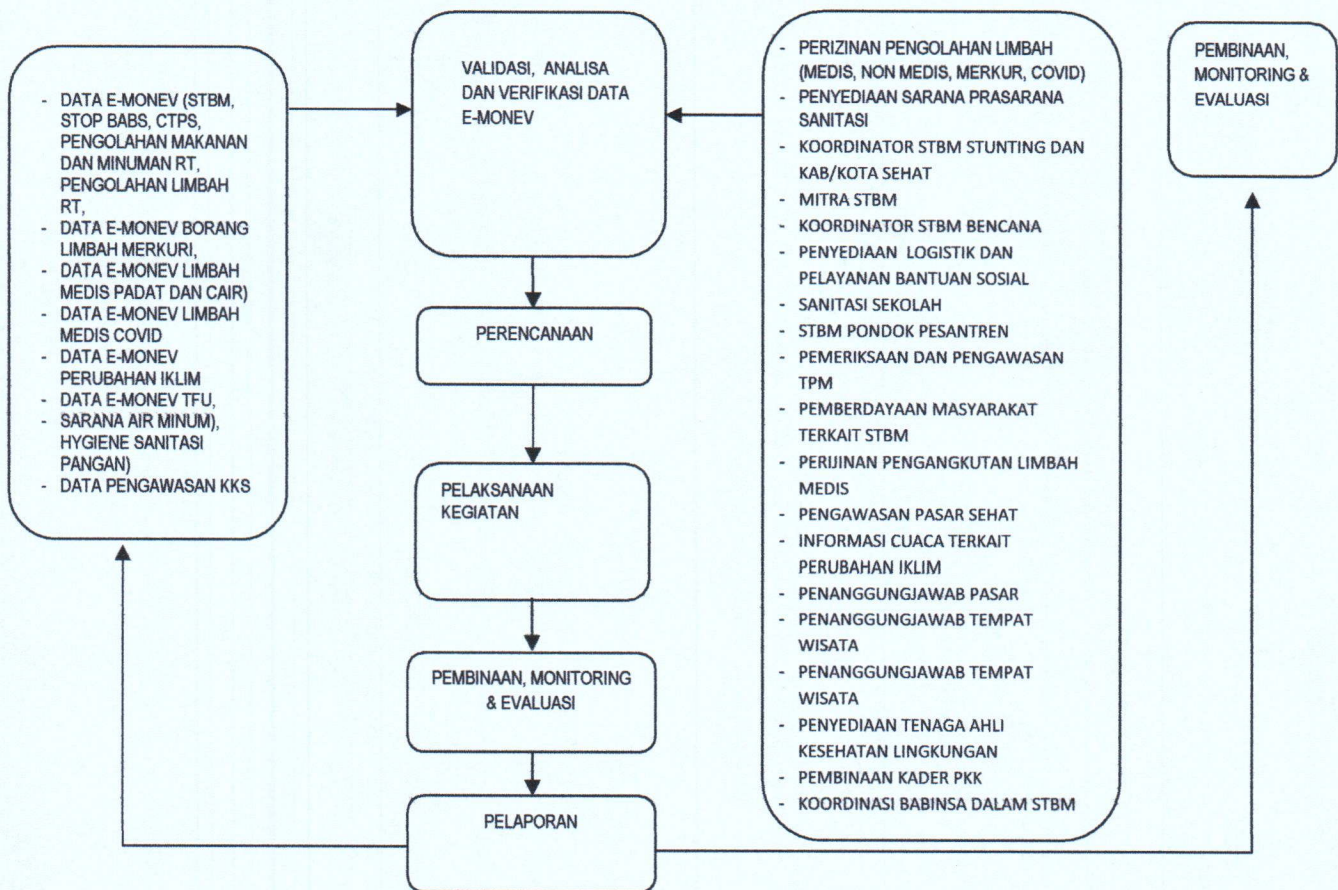 - DATA E-MONEV (STBM,
STOP BABS, CTPS,
PENGOLAHAN MAKANAN
DAN MINUMAN RT,
PENGOLAHAN LIMBAH
RT,
- DATA E-MONEV BORANG
LIMBAH MERKURI,
- DATA E-MONEV LIMBAH
MEDIS PADAT DAN CAIR)
- DATA E-MONEV LIMBAH
MEDIS COVID
- DATA E-MONEV
PERUBAHAN IKLIM
- DATA E-MONEV TFU,
- SARANA AIR MINUM),
HYGIENE SANITASI
PANGAN)
- DATA PENGAWASAN KKS
VALIDASI, ANALISA
DAN VERIFIKASI DATA
E-MONEV
PERENCANAAN
PELAKSANAAN
KEGIATAN
PEMBINAAN, MONITORING
& EVALUASI
PELAPORAN
- PERIZINAN PENGOLAHAN LIMBAH
(MEDIS, NON MEDIS, MERKUR, COVID)
- PENYEDIAAN SARANA PRASARANA
SANITASI
- KOORDINATOR STBM STUNTING DAN
KAB/KOTA SEHAT
- MITRA STBM
- KOORDINATOR STBM BENCANA
- PENYEDIAAN LOGISTIK DAN
PELAYANAN BANTUAN SOSIAL
- SANITASI SEKOLAH
- STBM PONDOK PESANTREN
- PEMERIKSAAN DAN PENGAWASAN
TPM
- PEMBERDAYAAN MASYARAKAT
TERKAIT STBM
- PERIJINAN PENGANGKUTAN LIMBAH
MEDIS
- PENGAWASAN PASAR SEHAT
- INFORMASI CUACA TERKAIT
PERUBAHAN IKLIM
- PENANGGUNGJAWAB PASAR
- PENANGGUNGJAWAB TEMPAT
WISATA
- PENANGGUNGJAWAB TEMPAT
WISATA
- PENYEDIAAN TENAGA AHLI
KESEHATAN LINGKUNGAN
- PEMBINAAN KADER PKK
- KOORDINASI BABINSA DALAM STBM
PEMBINAAN,
MONITORING &
EVALUASI